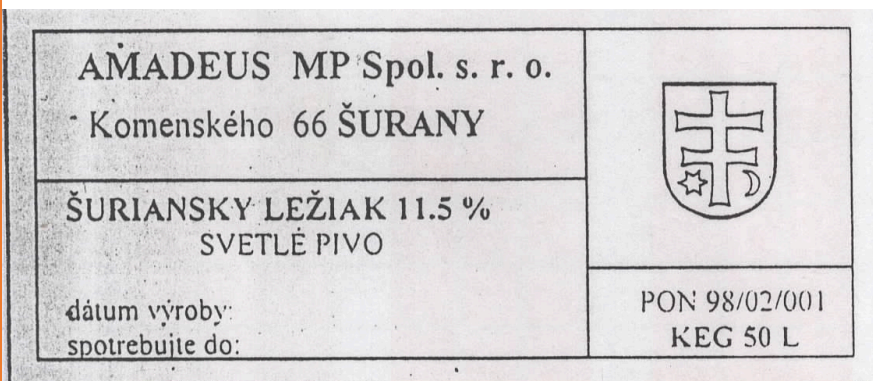 AMADEUS MP Spol. s. r. o.
Komenského 66 ŠURANY
ŠURIANSKY LEŽIAK 11.5 %
SVETLÉ PIVO
dátum výroby:
spotrebujte do:
PON 98/02/001
KEG 50 L